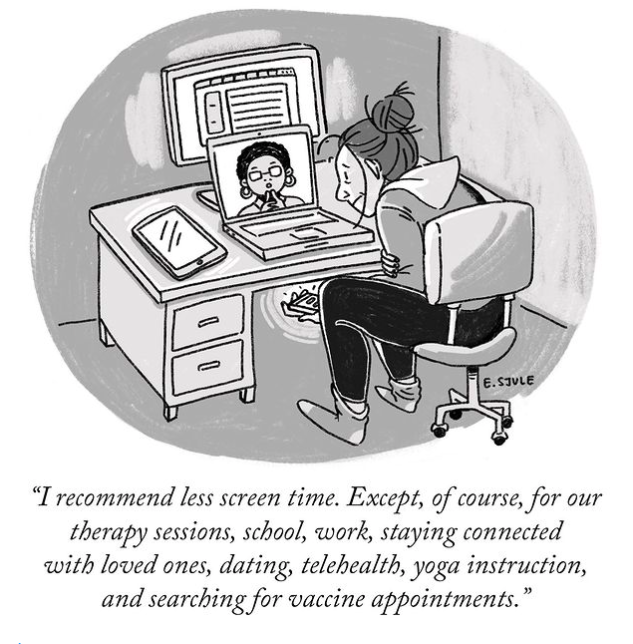 E. SJULE
“I recommend less screen time. Except, of course, for our
therapy sessions, school, work, staying connected
with loved ones, dating, telehealth, yoga instruction,
and searching for vaccine appointments.”